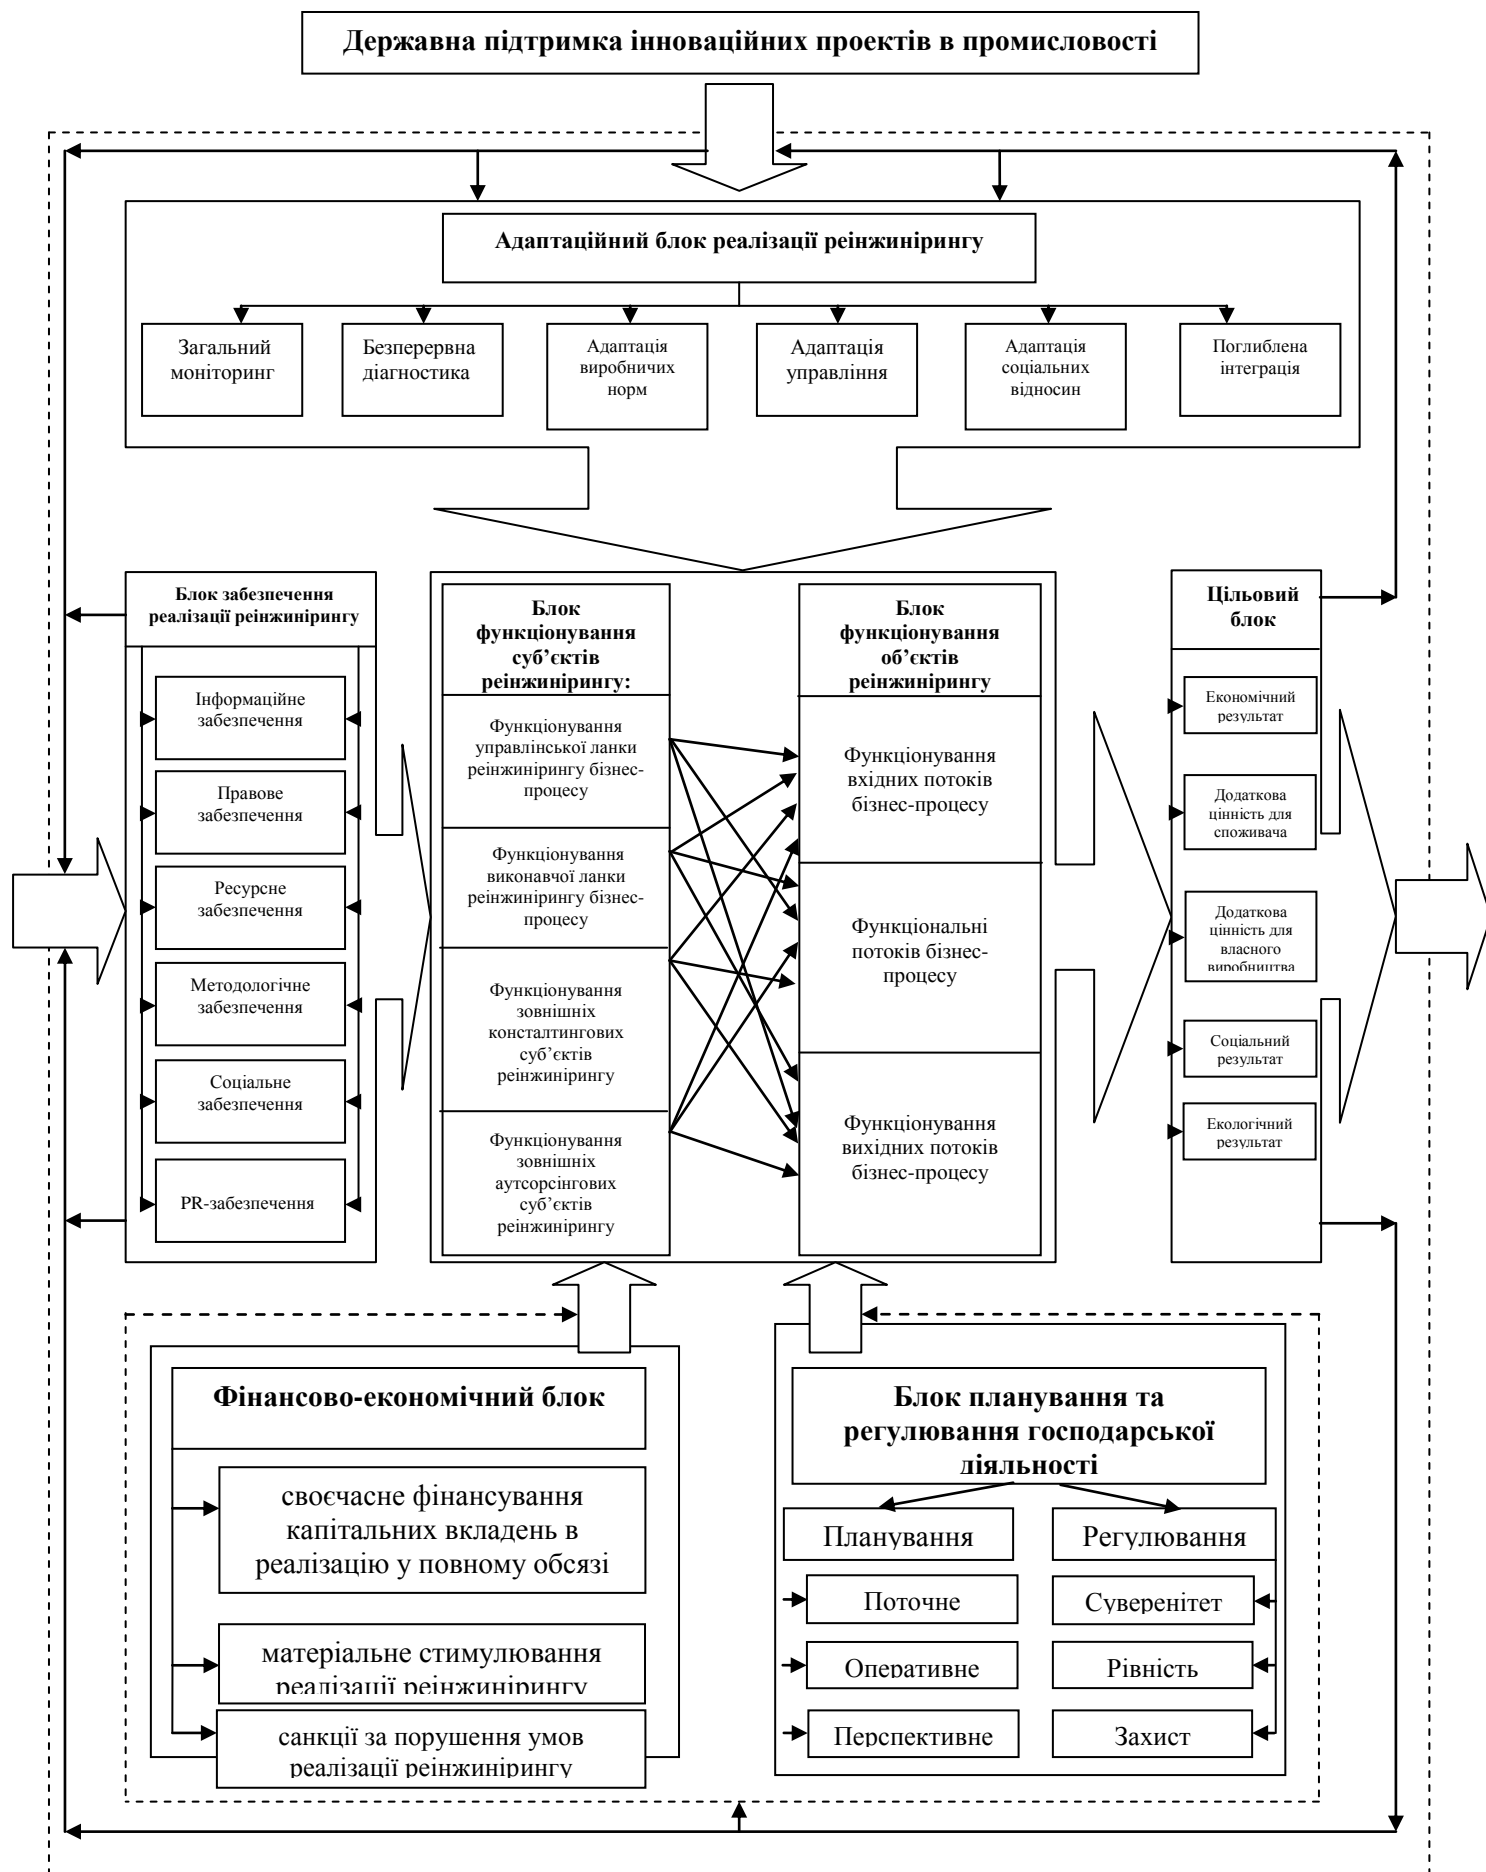 Державна підтримка інноваційних проектів в промисловості
Адаптаційний блок реалізації реінжинірингу
Загальний
моніторинг
Безперервна
діагностика
Адаптація
виробничих
норм
Адаптація
управління
Адаптація
соціальних
відносин
Поглиблена
інтеграція
Блок забезпечення
реалізації реінжинірингу
Інформаційне
забезпечення
Правове
забезпечення
Ресурсне
забезпечення
Методологічне
забезпечення
Соціальне
забезпечення
PR-забезпечення
Блок
функціонування
суб’єктів
реінжинірингу:
Функціонування
управлінської ланки
реінжинірингу бізнес-
процесу
Функціонування
виконавчої ланки
реінжинірингу бізнес-
процесу
Функціонування
зовнішніх
консталтингових
суб’єктів
реінжинірингу
Функціонування
зовнішніх
аутсорсінгових
суб’єктів
реінжинірингу
Блок
функціонування
об’єктів
реінжинірингу
Функціонування
вхідних потоків
бізнес-процесу
Функціональні
потоків бізнес-
процесу
Функціонування
вихідних потоків
бізнес-процесу
Цільовий
блок
Економічний
результат
Додаткова
цінність для
споживача
Додаткова
цінність для
власного
виробництва
Соціальний
результат
Екологічний
результат
Фінансово-економічний блок
своєчасне фінансування
капітальних вкладень в
реалізацію у повному обсязі
матеріальне стимулювання
реалізації реінжинірингу
санкції за порушення умов
реалізації реінжинірингу
Блок планування та
регулювання господарської
діяльності
Планування
Поточне
Оперативне
Перспективне
Регулювання
Суверенітет
Рівність
Захист